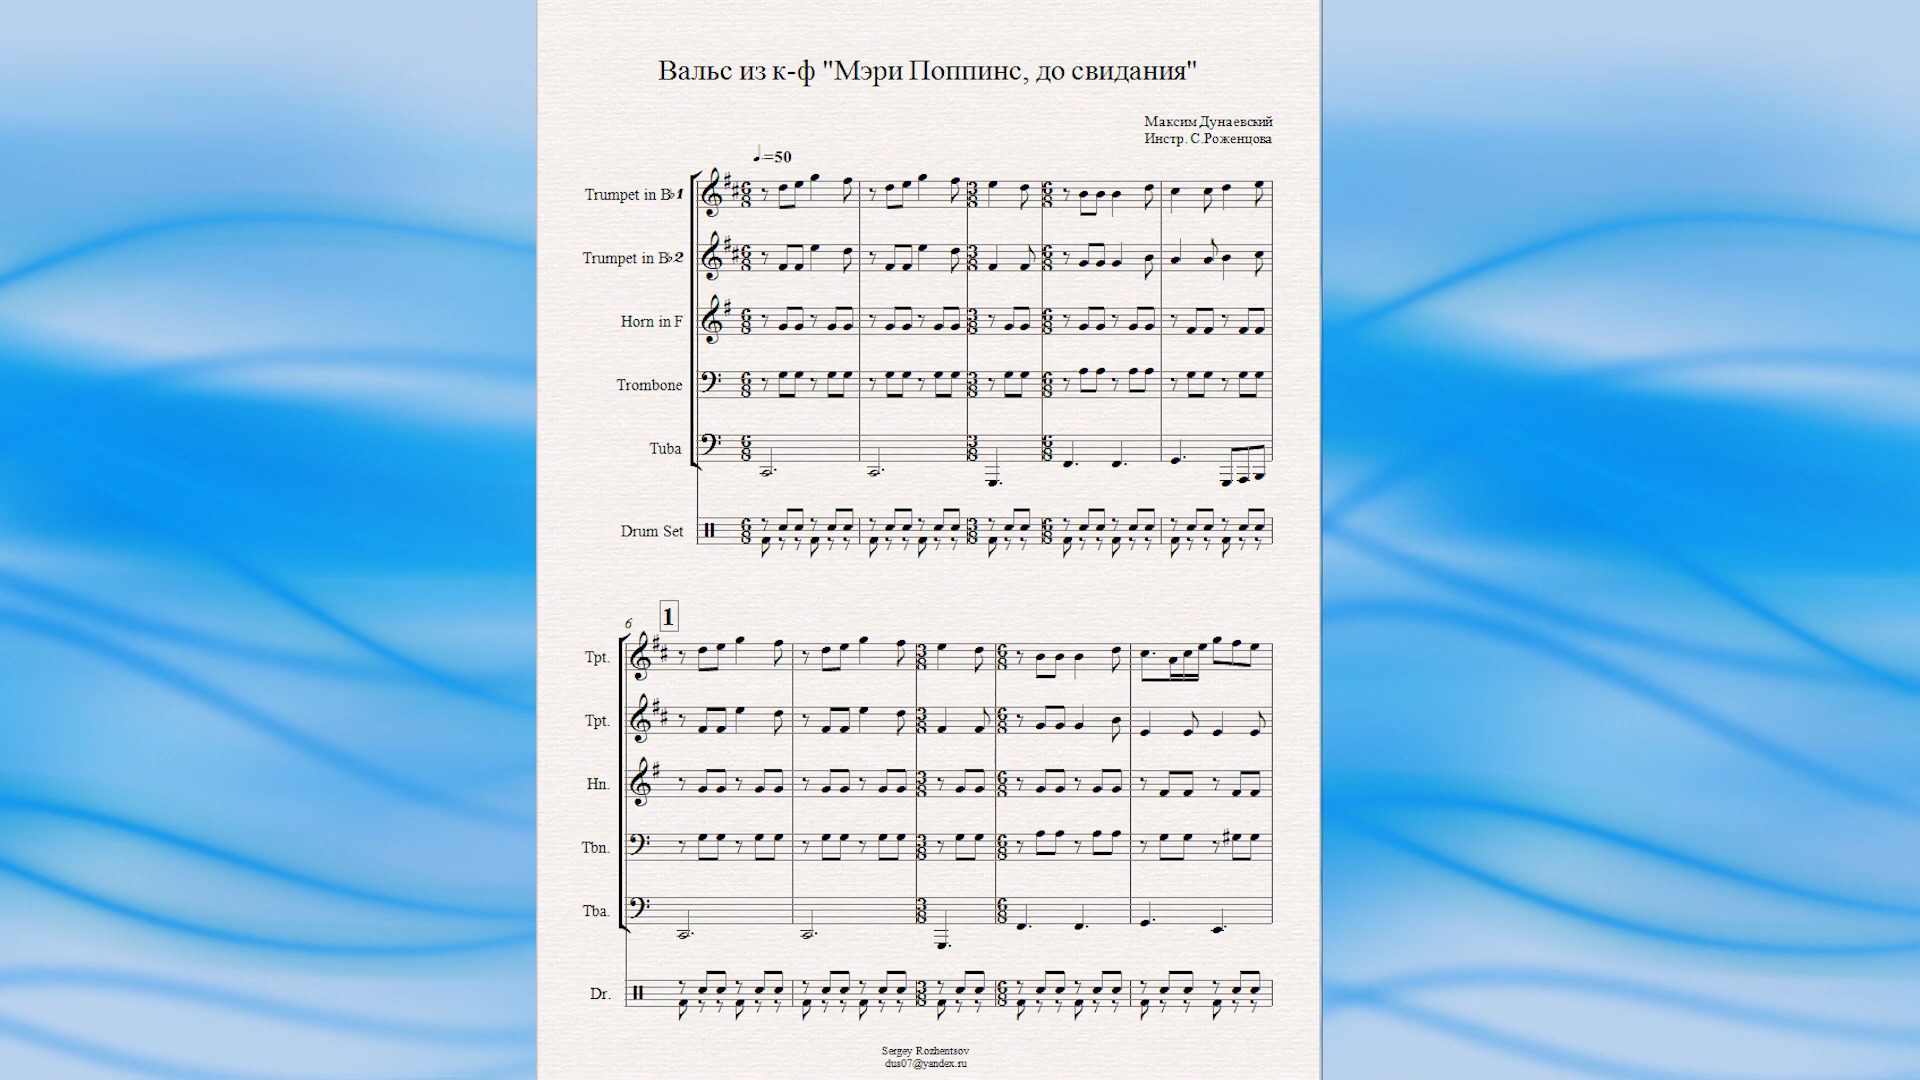 Вальс из к-ф "Мэри Поппинс, до свидания"
Максим Дунаевский
Инстр. С.Роженцова
♩.=50
Trumpet in B♭1
Trumpet in B♭2
Horn in F
Trombone
Tuba
Drum Set
6
1
Tpt.
Tpt.
Hn.
Tbn.
Tba.
Dr.
Sergey Rozhentsov
dus07@yandex.ru